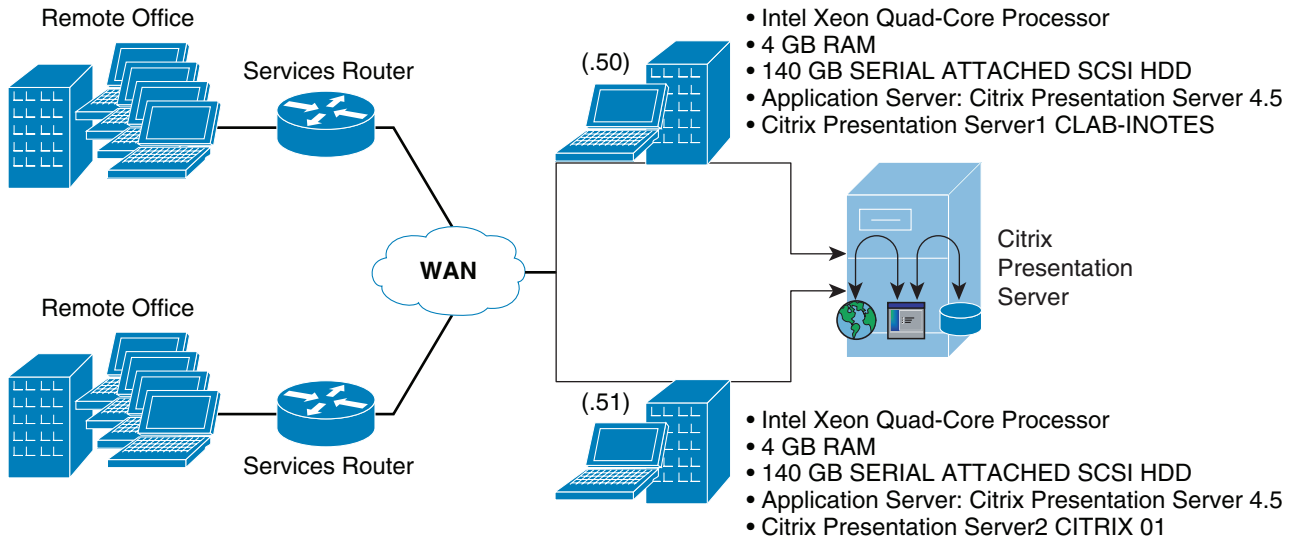 Remote Office
Services Router
(.50)
• Intel Xeon Quad-Core Processor
• 4 GB RAM
• 140 GB SERIAL ATTACHED SCSI HDD
• Application Server: Citrix Presentation Server 4.5
• Citrix Presentation Server1 CLAB-INOTES
WAN
Citrix
Presentation
Server
Remote Office
Services Router
(.51)
• Intel Xeon Quad-Core Processor
• 4 GB RAM
• 140 GB SERIAL ATTACHED SCSI HDD
• Application Server: Citrix Presentation Server 4.5
• Citrix Presentation Server2 CITRIX 01